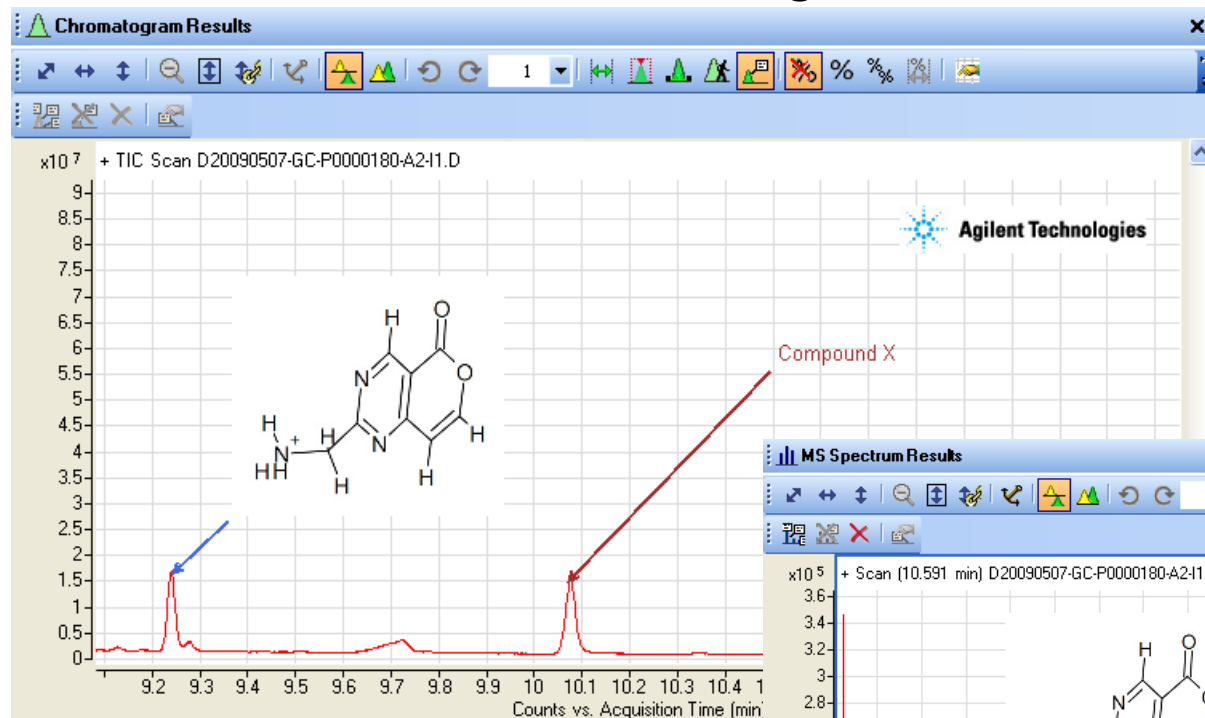 Chromatogram Results
1
% %%
x10 7 + TIC Scan D20090507-GC-P0000180-A2-I1.D
9
8.5
8
7.5
7
6.5
6
5.5
5
4.5
4
3.5
3
2.5
2
1.5
1
0.5
0
Agilent Technologies
H O
N O
H H N H
N+
HH H H
Compound X
9.2 9.3 9.4 9.5 9.6 9.7 9.8 9.9 10 10.1 10.2 10.3 10.4 1
Counts vs. Acquisition Time (min
MS Spectrum Results
x10 5 + Scan (10.591 min) D20090507-GC-P0000180-A2-I1
3.6
3.4
3.2
3
2.8
H O
N